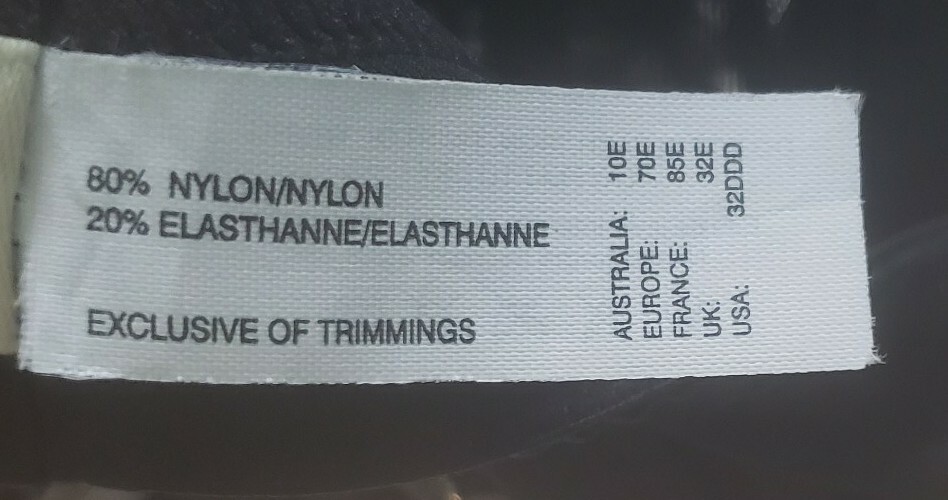 80% NYLON/NYLON
20% ELASTHANNE/ELASTHANNE
EXCLUSIVE OF TRIMMINGS
AUSTRALIA: 10E
EUROPE: 70E
FRANCE: 85E
UK: 32E
USA: 32DDD